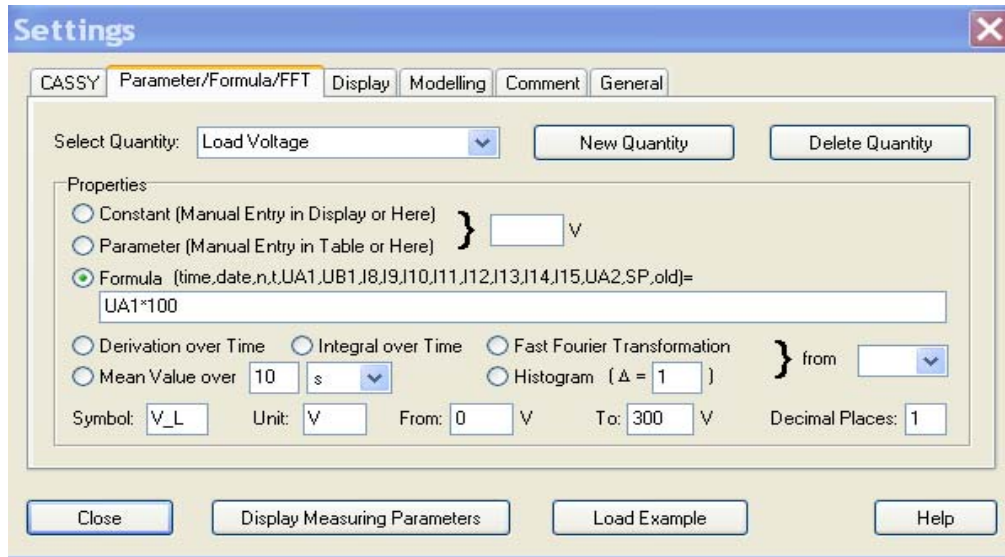 Settings
CASSY Parameter/Formula/FFT Display Modelling Comment General
Select Quantity: Load Voltage New Quantity Delete Quantity
Properties
Constant (Manual Entry in Display or Here)
} V
Parameter (Manual Entry in Table or Here)
Formula (time,date,n,t,UA1,UB1,I8,I9,I10,I11,I12,I13,I14,I15,UA2,SP,old)=
UA1*100
Derivation over Time Integral over Time Fast Fourier Transformation
} from
Mean Value over 10 s Histogram (Δ = 1 )
Symbol: V_L Unit: V From: 0 V To: 300 V Decimal Places: 1
Close Display Measuring Parameters Load Example Help